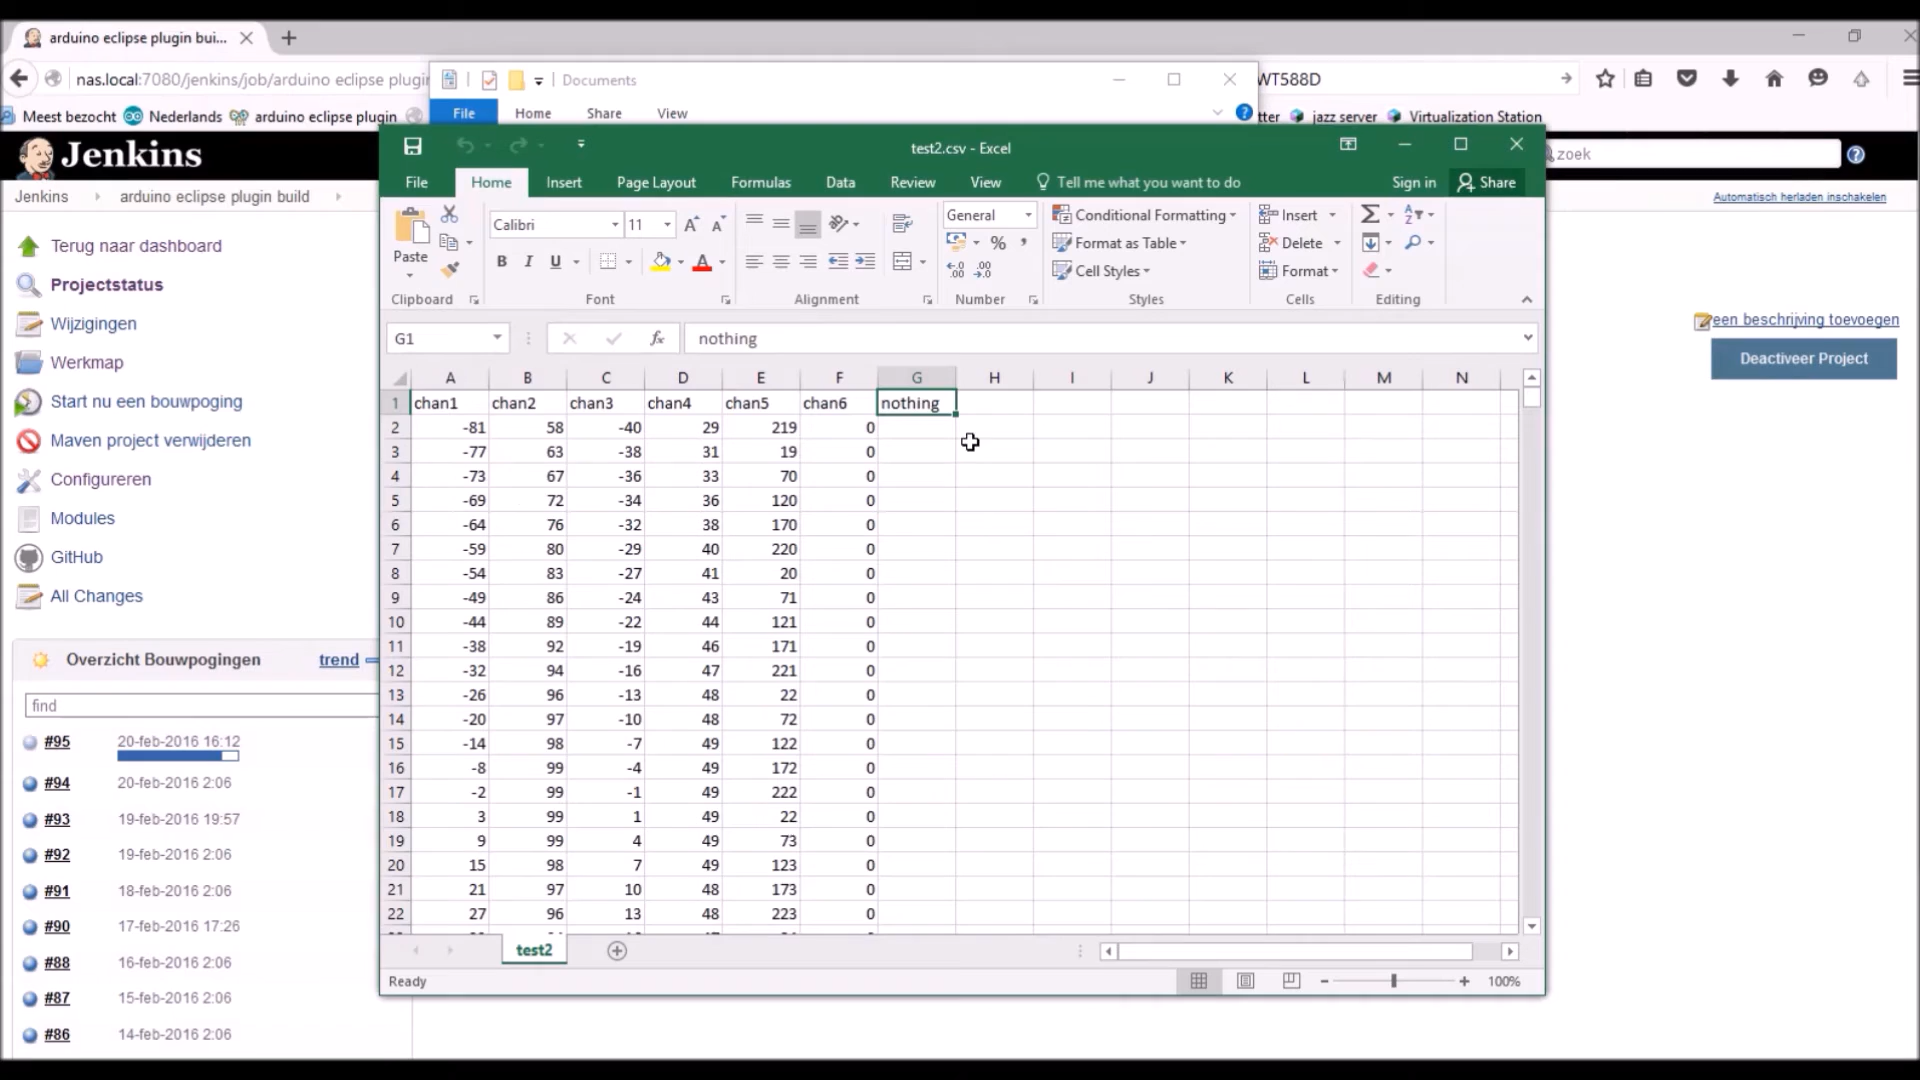 arduino eclipse plugin bui...
nas.local:7080/jenkins/job/arduino eclipse plugi
Documents
WT588D
Meest bezocht Nederlands arduino eclipse plugin
File Home Share View
tter jazz server Virtualization Station
Jenkins
test2.csv - Excel
zoek
File Home Insert Page Layout Formulas Data Review View Tell me what you want to do Sign in Share
Jenkins arduino eclipse plugin build
Automatisch herladen inschakelen
Paste Calibri 11 General Conditional Formatting Insert
B I U % , Format as Table Delete
Cell Styles Format
Clipboard Font Alignment Number Styles Cells Editing
G1 fx nothing
Terug naar dashboard
Projectstatus
Wijzigingen
Werkmap
Start nu een bouwpoging
Maven project verwijderen
Configureren
Modules
GitHub
All Changes
een beschrijving toevoegen
Deactiveer Project
Overzicht Bouwpogingen trend
find
#95 20-feb-2016 16:12
#94 20-feb-2016 2:06
#93 19-feb-2016 19:57
#92 19-feb-2016 2:06
#91 18-feb-2016 2:06
#90 17-feb-2016 17:26
#88 16-feb-2016 2:06
#87 15-feb-2016 2:06
#86 14-feb-2016 2:06
A B C D E F G H I J K L M N
1 chan1 chan2 chan3 chan4 chan5 chan6 nothing
2 -81 58 -40 29 219 0
3 -77 63 -38 31 19 0
4 -73 67 -36 33 70 0
5 -69 72 -34 36 120 0
6 -64 76 -32 38 170 0
7 -59 80 -29 40 220 0
8 -54 83 -27 41 20 0
9 -49 86 -24 43 71 0
10 -44 89 -22 44 121 0
11 -38 92 -19 46 171 0
12 -32 94 -16 47 221 0
13 -26 96 -13 48 22 0
14 -20 97 -10 48 72 0
15 -14 98 -7 49 122 0
16 -8 99 -4 49 172 0
17 -2 99 -1 49 222 0
18 3 99 1 49 22 0
19 9 99 4 49 73 0
20 15 98 7 49 123 0
21 21 97 10 48 173 0
22 27 96 13 48 223 0
test2
Ready 100%